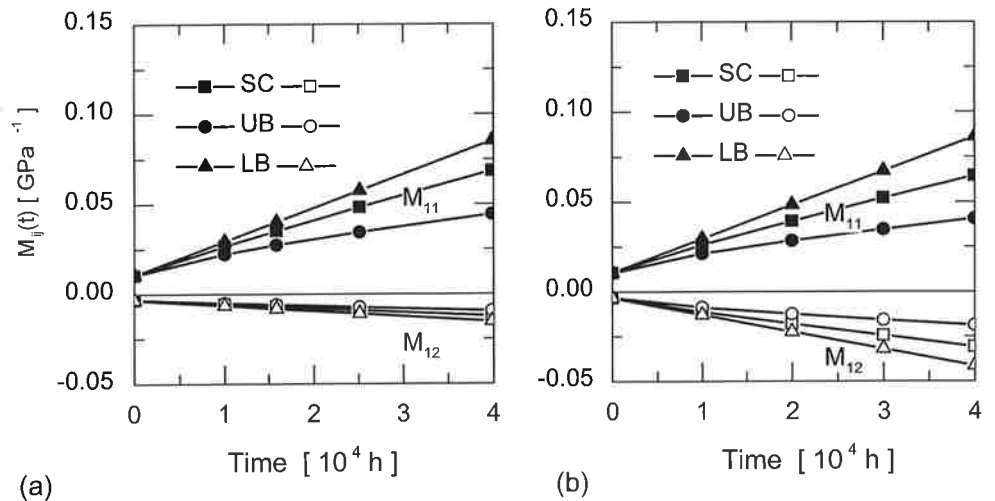 0.15
0.10
0.05
0.00
-0.05
M_ij(t) [ GPa ⁻¹ ]
SC
UB
LB
M₁₁
M₁₂
0 1 2 3 4
Time [ 10⁴ h ]
(a)
0.15
0.10
0.05
0.00
-0.05
SC
UB
LB
M₁₁
M₁₂
0 1 2 3 4
Time [ 10⁴ h ]
(b)